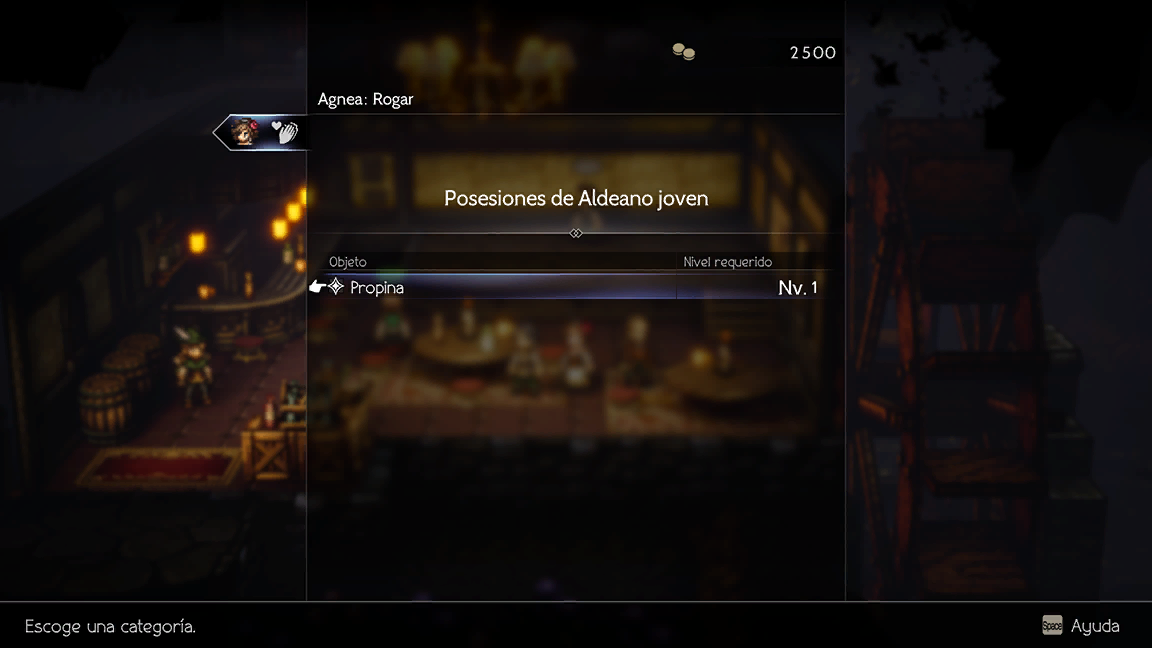 2500
Agnea: Rogar
Posesiones de Aldeano joven
Objeto Nivel requerido
Propina Nv. 1
Escoge una categoría.
Space Ayuda